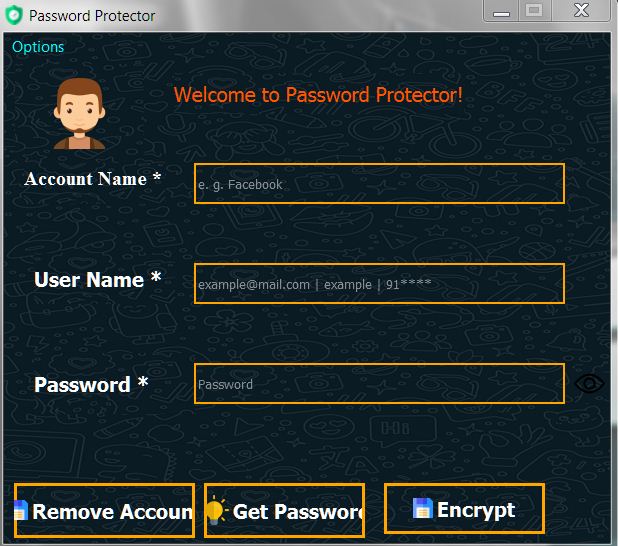 Password Protector
Options
Welcome to Password Protector!
Account Name *
e. g. Facebook
User Name *
example@mail.com | example | 91****
Password *
Password
Remove Accoun
Get Password
Encrypt